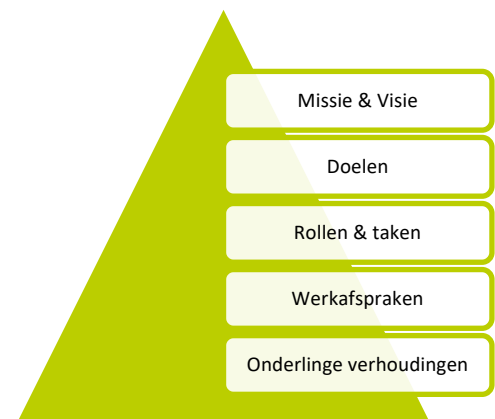 Missie & Visie
Doelen
Rollen & taken
Werkafspraken
Onderlinge verhoudingen